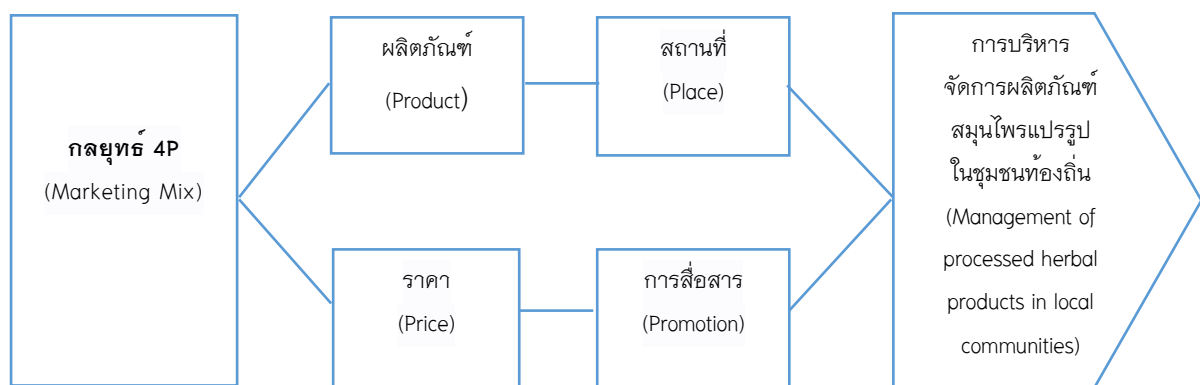 กลยุทธ์ 4P
(Marketing Mix)
ผลิตภัณฑ์
(Product)
สถานที่
(Place)
ราคา
(Price)
การสื่อสาร
(Promotion)
การบริหาร
จัดการผลิตภัณฑ์
สมุนไพรแปรรูป
ในชุมชนท้องถิ่น
(Management of
processed herbal
products in local
communities)